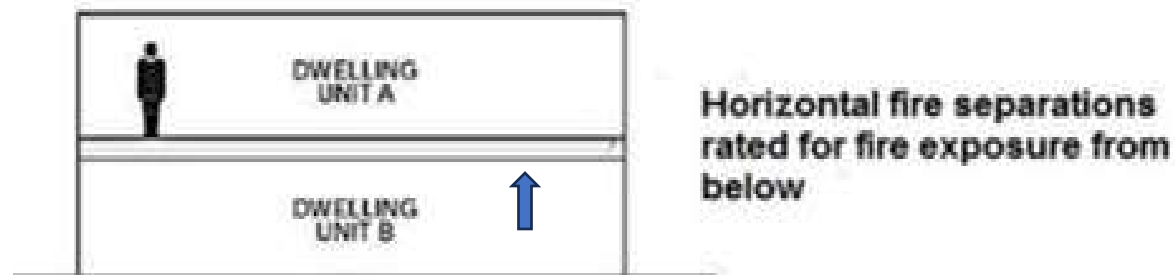 DWELLING
UNIT A
Horizontal fire separations
rated for fire exposure from
below
DWELLING
UNIT B